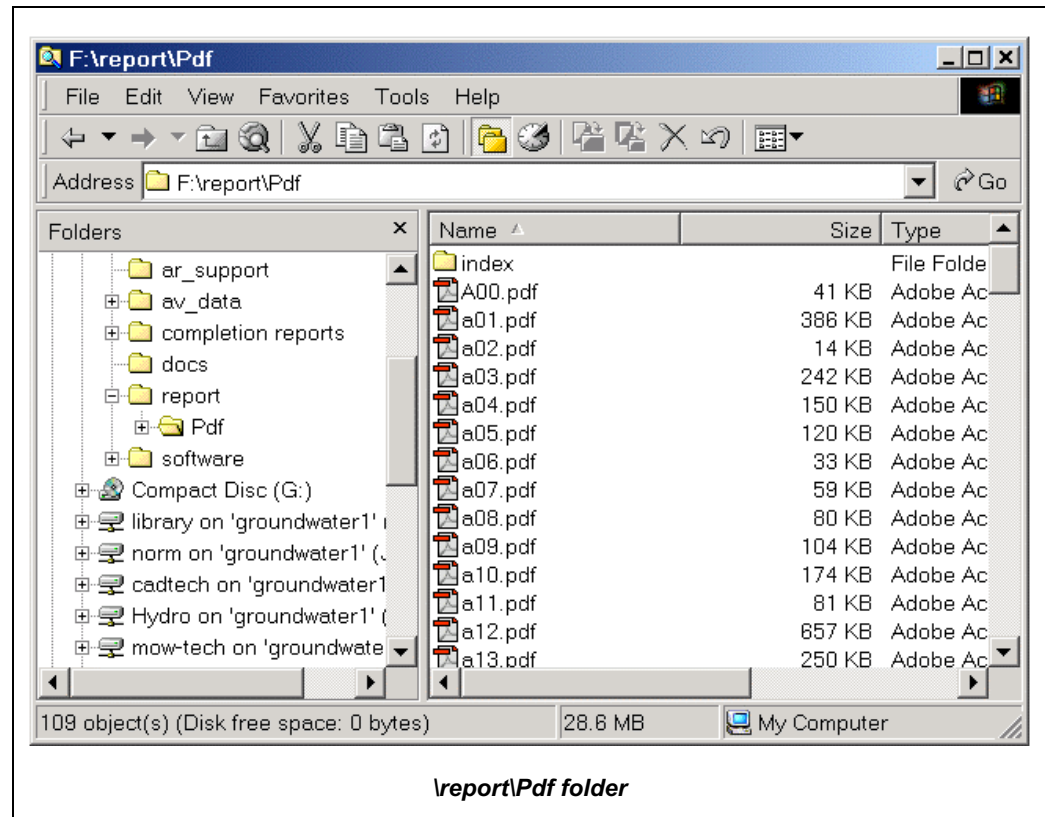 F:\report\Pdf
File Edit View Favorites Tools Help
Address F:\report\Pdf Go
Folders
ar_support
av_data
completion reports
docs
report
Pdf
software
Compact Disc (G:)
library on 'groundwater1'
norm on 'groundwater1' (
cadtech on 'groundwater1
Hydro on 'groundwater1' (
mow-tech on 'groundwate
Name Size Type
index File Folde
A00.pdf 41 KB Adobe Ac
a01.pdf 386 KB Adobe Ac
a02.pdf 14 KB Adobe Ac
a03.pdf 242 KB Adobe Ac
a04.pdf 150 KB Adobe Ac
a05.pdf 120 KB Adobe Ac
a06.pdf 33 KB Adobe Ac
a07.pdf 59 KB Adobe Ac
a08.pdf 80 KB Adobe Ac
a09.pdf 104 KB Adobe Ac
a10.pdf 174 KB Adobe Ac
a11.pdf 81 KB Adobe Ac
a12.pdf 657 KB Adobe Ac
a13.pdf 250 KB Adobe Ac
109 object(s) (Disk free space: 0 bytes) 28.6 MB My Computer
\report\Pdf folder